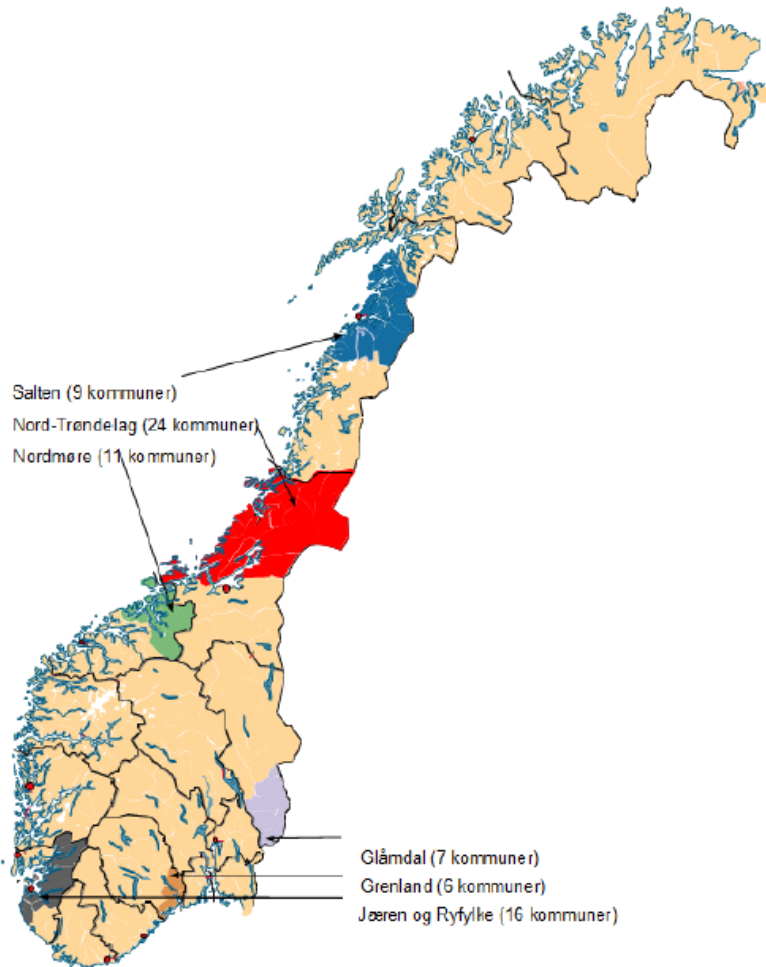 Salten (9 kommuner)
Nord-Trøndelag (24 kommuner)
Nordmøre (11 kommuner)
Glåmdal (7 kommuner)
Grenland (6 kommuner)
Jæren og Ryfylke (16 kommuner)